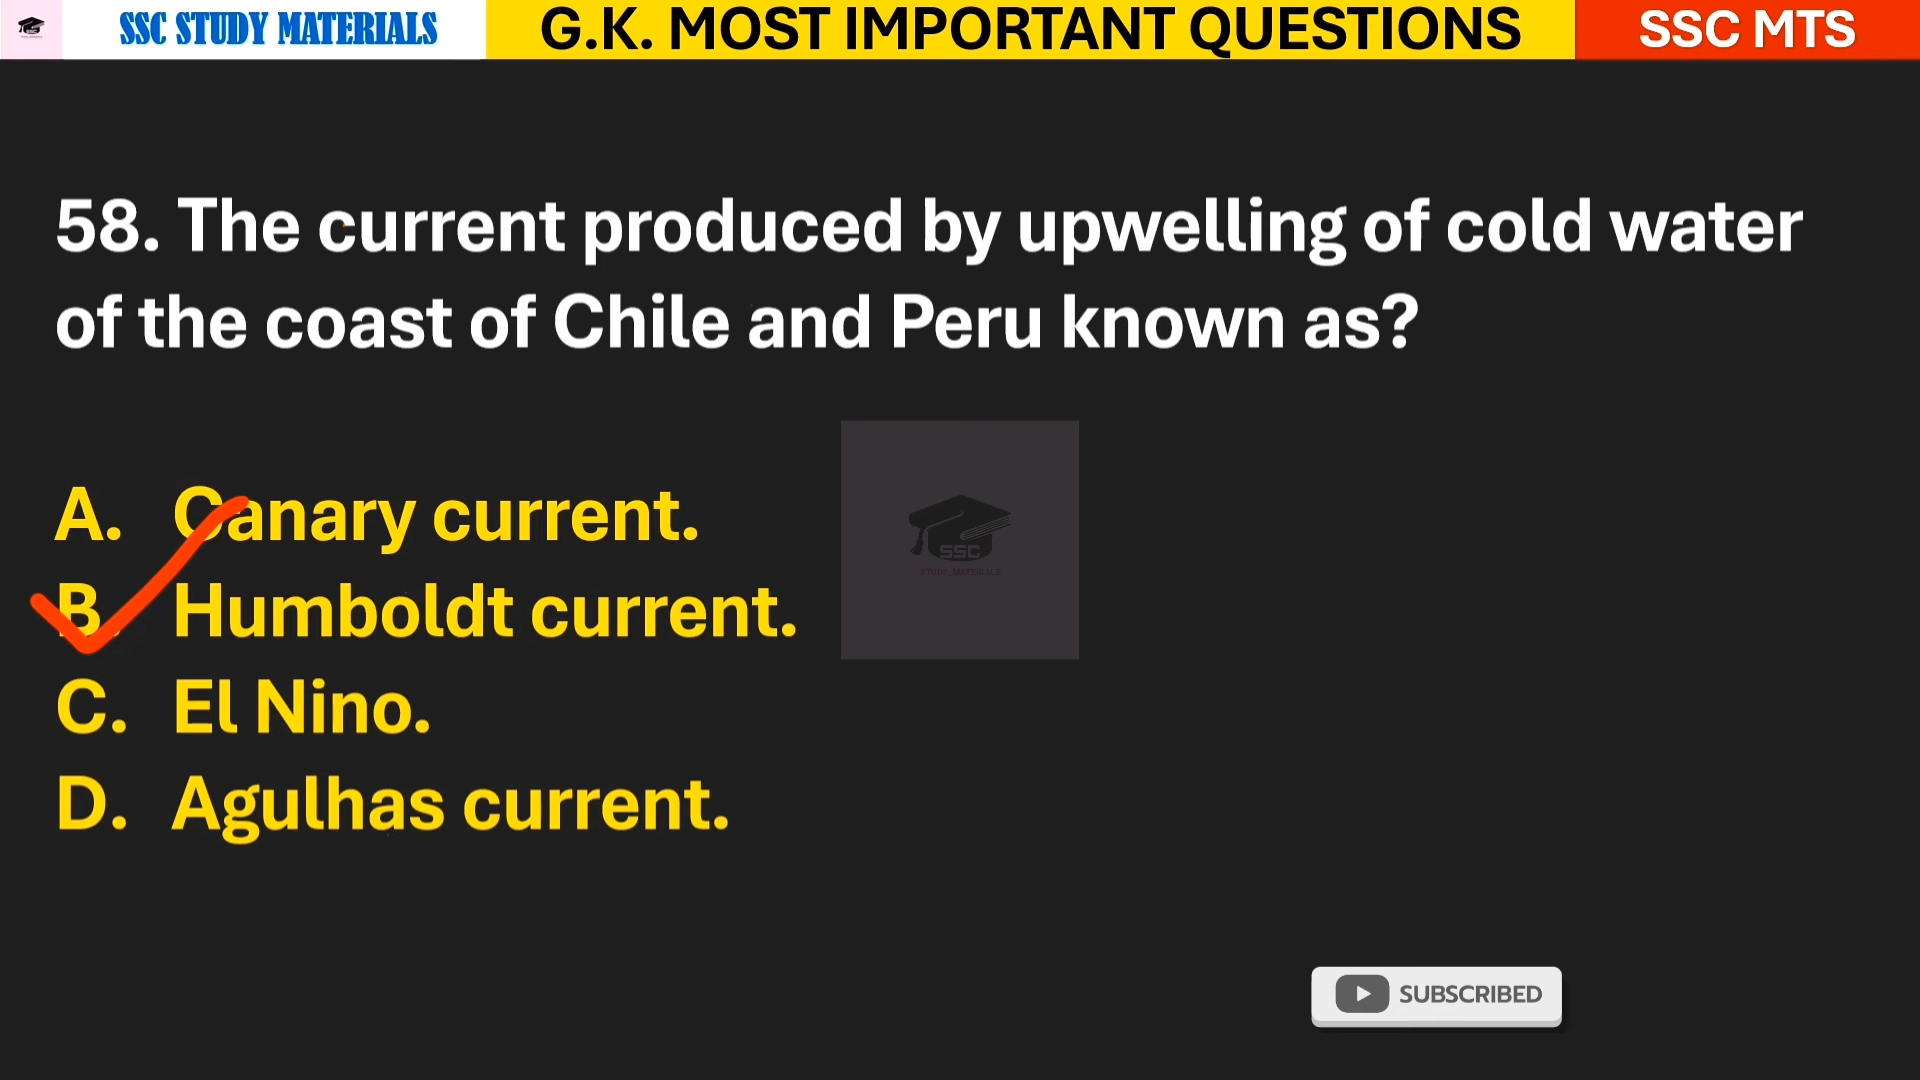 SSC STUDY MATERIALS
G.K. MOST IMPORTANT QUESTIONS
SSC MTS
58. The current produced by upwelling of cold water
of the coast of Chile and Peru known as?
A. Canary current.
B. Humboldt current.
C. El Nino.
D. Agulhas current.
SSC
STUDY_MATERIALS
SUBSCRIBED